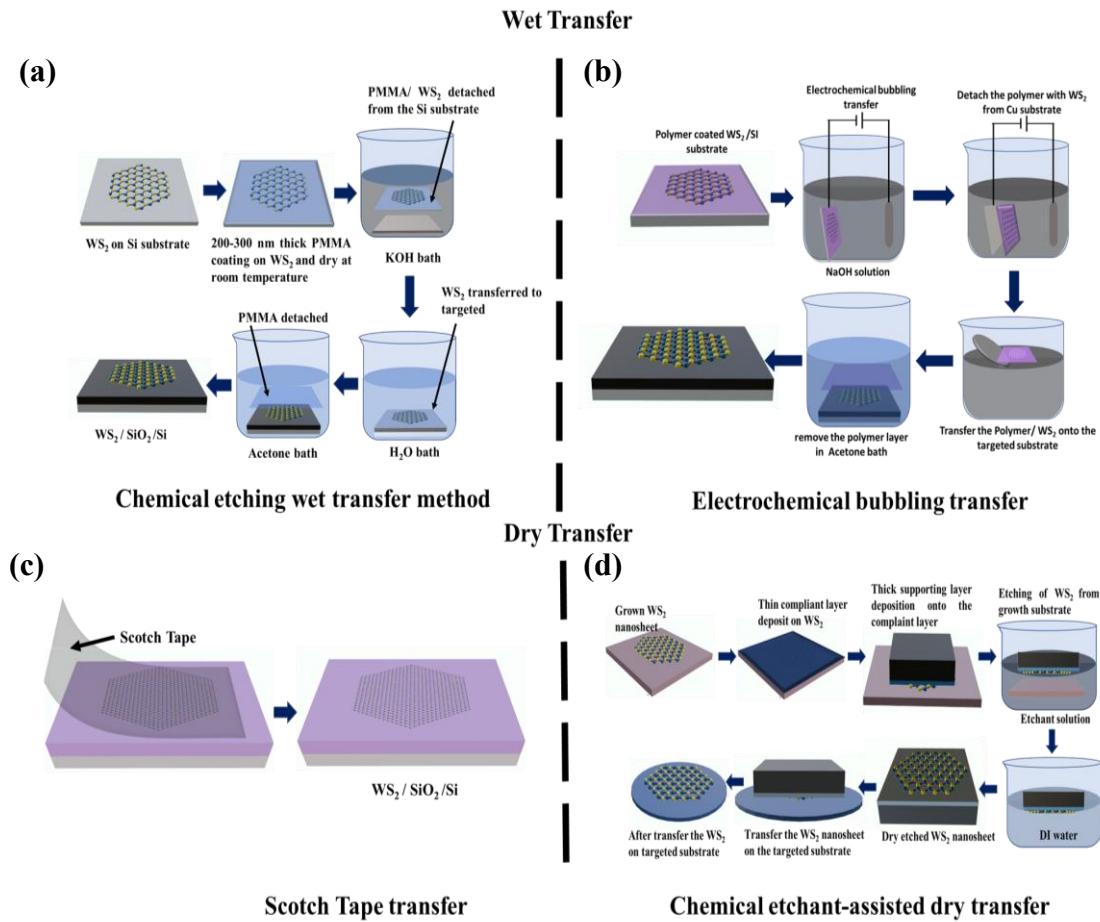 Wet Transfer
(a)
PMMA/ WS2 detached
from the Si substrate
WS2 on Si substrate
200-300 nm thick PMMA
coating on WS2 and dry at
room temperature
KOH bath
WS2 transferred to
targeted
PMMA detached
WS2 / SiO2 /Si
Acetone bath
H2O bath
Chemical etching wet transfer method
(b)
Electrochemical bubbling
transfer
Detach the polymer with WS2
from Cu substrate
Polymer coated WS2 /SI
substrate
NaOH solution
remove the polymer layer
in Acetone bath
Transfer the Polymer/ WS2 onto the
targeted substrate
Electrochemical bubbling transfer
Dry Transfer
(c)
Scotch Tape
WS2 / SiO2 /Si
Scotch Tape transfer
(d)
Grown WS2
nanosheet
Thin compliant layer
deposit on WS2
Thick supporting layer
deposition onto the
complaint layer
Etching of WS2 from
growth substrate
Etchant solution
After transfer the WS2
on targeted substrate
Transfer the WS2 nanosheet
on the targeted substrate
Dry etched WS2 nanosheet
DI water
Chemical etchant-assisted dry transfer